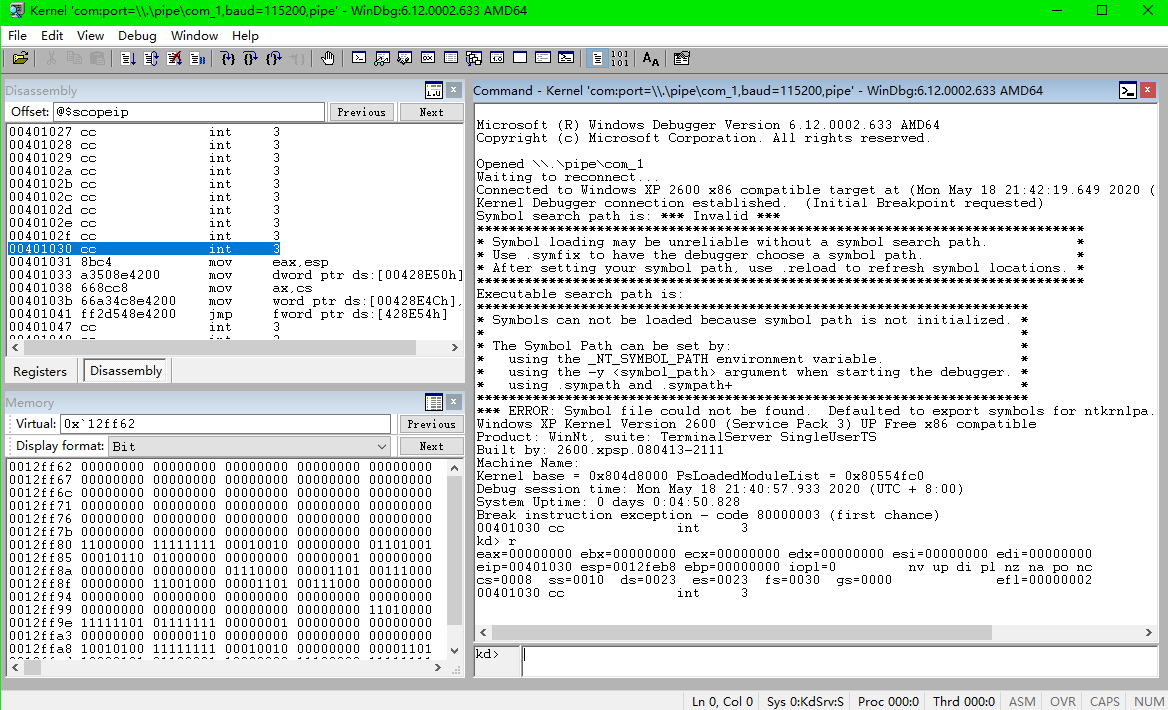 Kernel 'com:port=\\.\pipe\com_1,baud=115200,pipe' - WinDbg:6.12.0002.633 AMD64
File Edit View Debug Window Help
Disassembly
Offset: @$scopeip Previous Next
00401027 cc int 3
00401028 cc int 3
00401029 cc int 3
0040102a cc int 3
0040102b cc int 3
0040102c cc int 3
0040102d cc int 3
0040102e cc int 3
0040102f cc int 3
00401030 cc int 3
00401031 8bc4 mov eax,esp
00401033 a3508e4200 mov dword ptr ds:[00428E50h]
00401038 668cc8 mov ax,cs
0040103b 66a34c8e4200 mov word ptr ds:[00428E4Ch],
00401041 ff2d548e4200 jmp fword ptr ds:[428E54h]
00401047 cc int 3
Registers Disassembly
Memory
Virtual: 0x`12ff62 Previous
Display format: Bit Next
0012ff62 00000000 00000000 00000000 00000000 00000000
0012ff67 00000000 00000000 00000000 00000000 00000000
0012ff6c 00000000 00000000 00000000 00000000 00000000
0012ff71 00000000 00000000 00000000 00000000 00000000
0012ff76 00000000 00000000 00000000 00000000 00000000
0012ff7b 00000000 00000000 00000000 00000000 00000000
0012ff80 11000000 11111111 00010010 00000000 01101001
0012ff85 00010110 01000000 00000000 00000001 00000000
0012ff8a 00000000 00000000 01110000 00001101 00111000
0012ff8f 00000000 11001000 00001101 00111000 00000000
0012ff94 00000000 00000000 00000000 00000000 00000000
0012ff99 00000000 00000000 00000000 00000000 11010000
0012ff9e 11111101 01111111 00000001 00000000 00000000
0012ffa3 00000000 00000110 00000000 00000000 00000000
0012ffa8 10010100 11111111 00010010 00000000 00001101
Command - Kernel 'com:port=\\.\pipe\com_1,baud=115200,pipe' - WinDbg:6.12.0002.633 AMD64
Microsoft (R) Windows Debugger Version 6.12.0002.633 AMD64
Copyright (c) Microsoft Corporation. All rights reserved.
Opened \\.\pipe\com_1
Waiting to reconnect...
Connected to Windows XP 2600 x86 compatible target at (Mon May 18 21:42:19.649 2020 (
Kernel Debugger connection established.  (Initial Breakpoint requested)
Symbol search path is: *** Invalid ***
****************************************************************************
* Symbol loading may be unreliable without a symbol search path.           *
* Use .symfix to have the debugger choose a symbol path.                   *
* After setting your symbol path, use .reload to refresh symbol locations. *
****************************************************************************
Executable search path is:
*********************************************************************
* Symbols can not be loaded because symbol path is not initialized. *
*                                                                   *
* The Symbol Path can be set by:                                    *
*   using the _NT_SYMBOL_PATH environment variable.                 *
*   using the -y <symbol_path> argument when starting the debugger. *
*   using .sympath and .sympath+                                    *
*********************************************************************
*** ERROR: Symbol file could not be found.  Defaulted to export symbols for ntkrnlpa.
Windows XP Kernel Version 2600 (Service Pack 3) UP Free x86 compatible
Product: WinNt, suite: TerminalServer SingleUserTS
Built by: 2600.xpsp.080413-2111
Machine Name:
Kernel base = 0x804d8000 PsLoadedModuleList = 0x80554fc0
Debug session time: Mon May 18 21:40:57.933 2020 (UTC + 8:00)
System Uptime: 0 days 0:04:50.828
Break instruction exception - code 80000003 (first chance)
00401030 cc int 3
kd> r
eax=00000000 ebx=00000000 ecx=00000000 edx=00000000 esi=00000000 edi=00000000
eip=00401030 esp=0012feb8 ebp=00000000 iopl=0 nv up di pl nz na po nc
cs=0008 ss=0010 ds=0023 es=0023 fs=0030 gs=0000 efl=00000002
00401030 cc int 3
kd>
Ln 0, Col 0 Sys 0:KdSrv:S Proc 000:0 Thrd 000:0 ASM OVR CAPS NUM